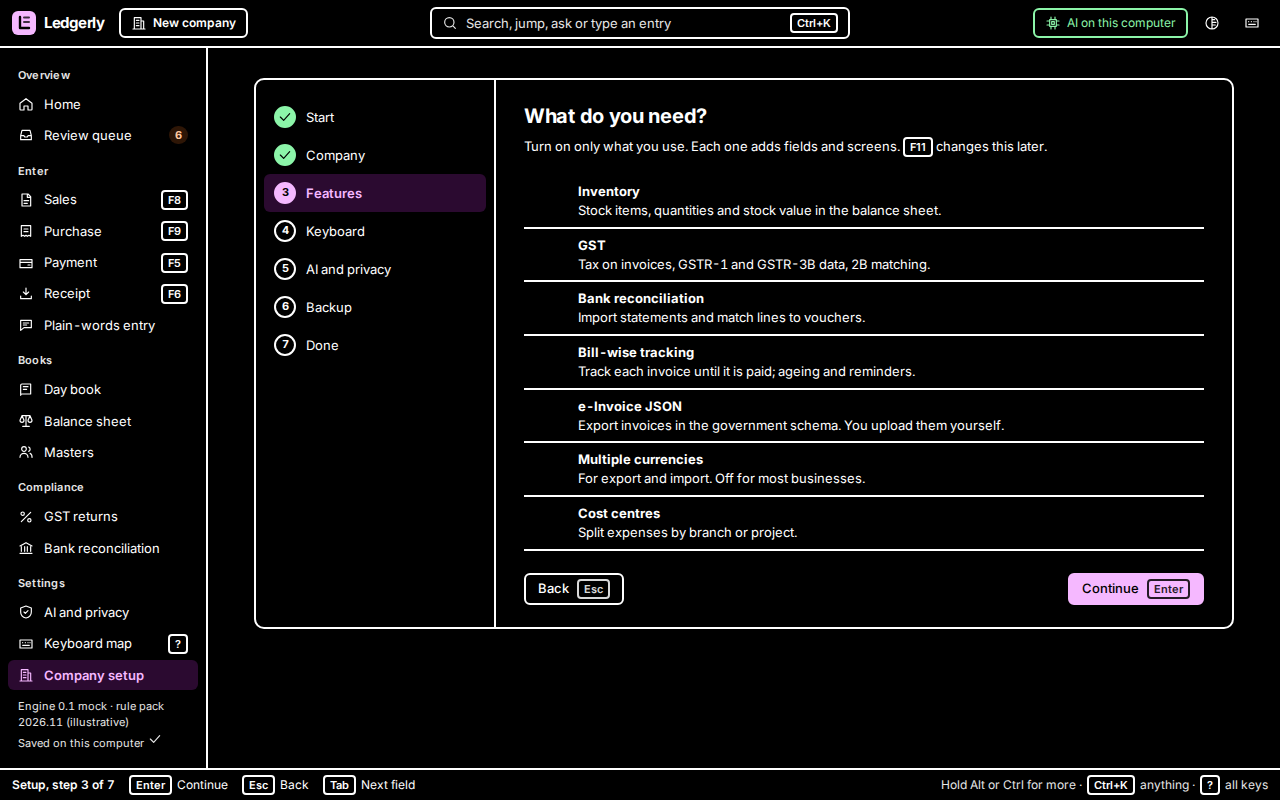 Ledgerly
New company
Search, jump, ask or type an entry
Ctrl+K
AI on this computer
Overview
Home
Review queue 6
Enter
Sales F8
Purchase F9
Payment F5
Receipt F6
Plain-words entry
Books
Day book
Balance sheet
Masters
Compliance
GST returns
Bank reconciliation
Settings
AI and privacy
Keyboard map ?
Company setup
Engine 0.1 mock · rule pack
2026.11 (illustrative)
Saved on this computer
Start
Company
3 Features
4 Keyboard
5 AI and privacy
6 Backup
7 Done
What do you need?
Turn on only what you use. Each one adds fields and screens. F11 changes this later.
Inventory
Stock items, quantities and stock value in the balance sheet.
GST
Tax on invoices, GSTR-1 and GSTR-3B data, 2B matching.
Bank reconciliation
Import statements and match lines to vouchers.
Bill-wise tracking
Track each invoice until it is paid; ageing and reminders.
e-Invoice JSON
Export invoices in the government schema. You upload them yourself.
Multiple currencies
For export and import. Off for most businesses.
Cost centres
Split expenses by branch or project.
Back Esc
Continue Enter
Setup, step 3 of 7 Enter Continue Esc Back Tab Next field
Hold Alt or Ctrl for more · Ctrl+K anything · ? all keys